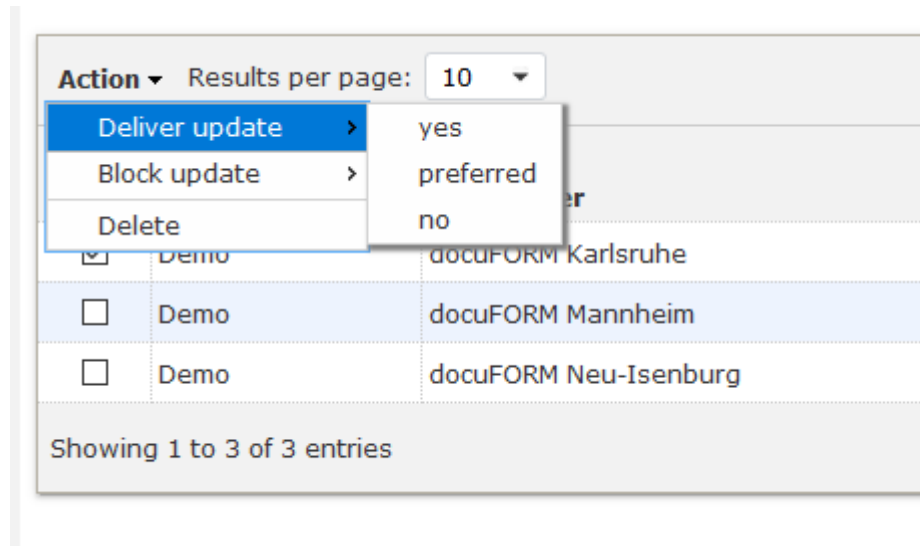 Action Results per page: 10
Deliver update
yes
Block update
preferred
Delete
no
er
Demo docuFORM Karlsruhe
Demo docuFORM Mannheim
Demo docuFORM Neu-Isenburg
Showing 1 to 3 of 3 entries